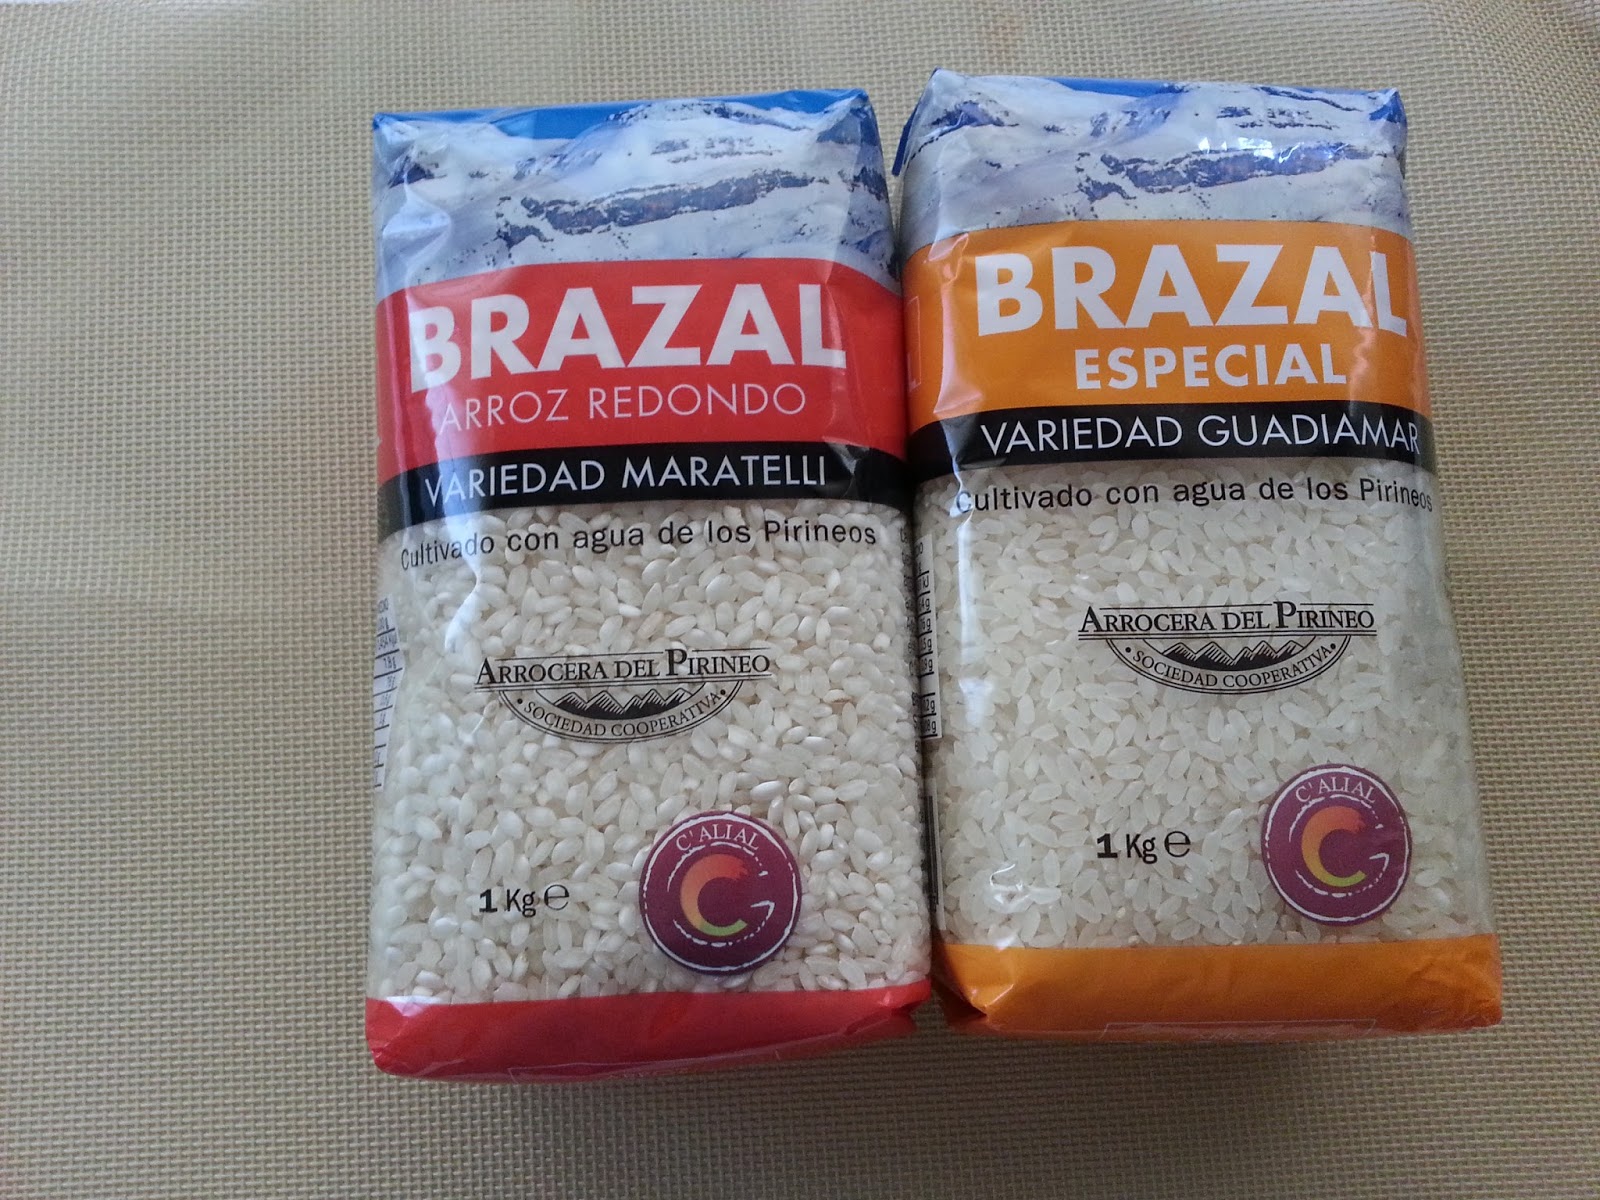 BRAZAL
ARROZ REDONDO
VARIEDAD MARATELLI
Cultivado con agua de los Pirineos
ARROCERA DEL PIRINEO
• SOCIEDAD COOPERATIVA •
C'ALIAL
C
1 Kg ℮
BRAZAL
ESPECIAL
VARIEDAD GUADIAMAR
Cultivado con agua de los Pirineos
ARROCERA DEL PIRINEO
• SOCIEDAD COOPERATIVA •
C'ALIAL
C
1 Kg ℮